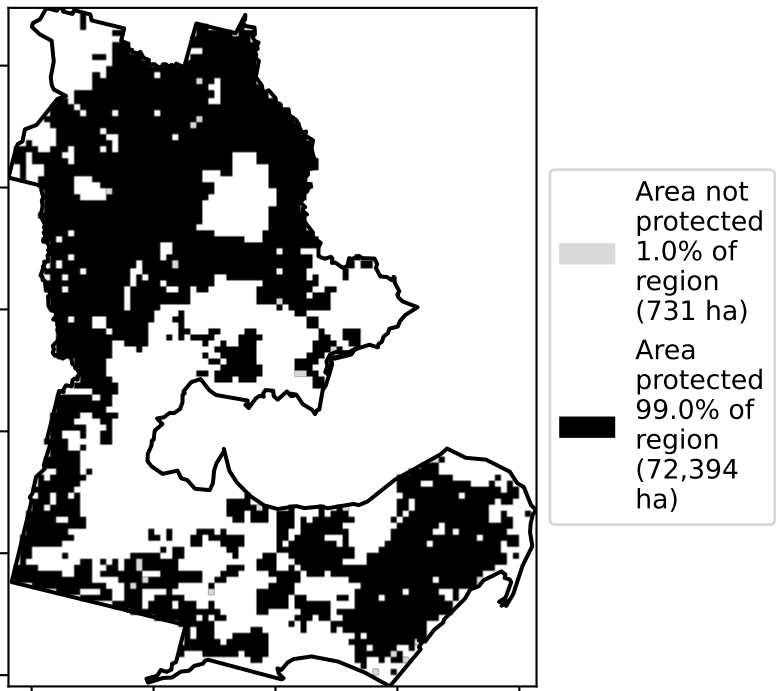 Area not
protected
1.0% of
region
(731 ha)
Area
protected
99.0% of
region
(72,394
ha)